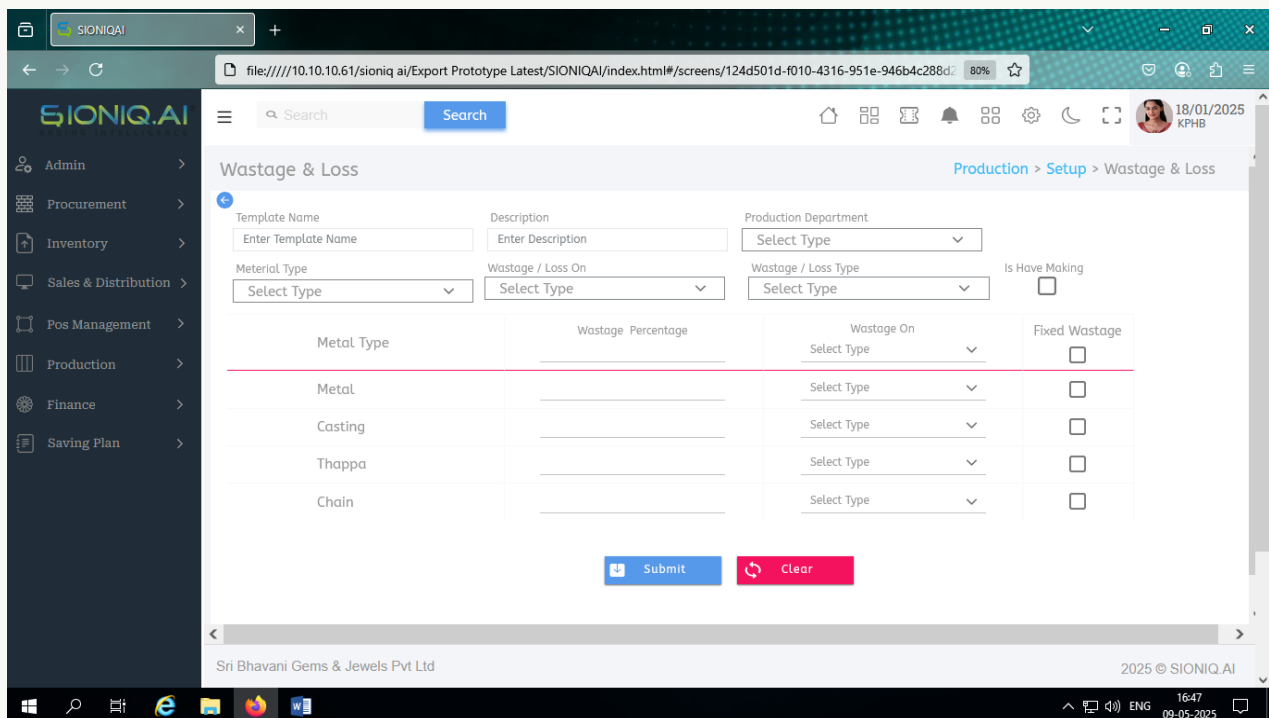 SIONIQAI
file://///10.10.10.61/sioniq ai/Export Prototype Latest/SIONIQAI/index.html#/screens/124d501d-f010-4316-951e-946b4c288d2 80%
SIONIQ.AI
Search
Search
18/01/2025
KPHB
Admin
Procurement
Inventory
Sales & Distribution
Pos Management
Production
Finance
Saving Plan
Wastage & Loss
Production > Setup > Wastage & Loss
Template Name Description Production Department
Enter Template Name Enter Description Select Type
Meterial Type Wastage / Loss On Wastage / Loss Type Is Have Making
Select Type Select Type Select Type
Metal Type Wastage Percentage Wastage On Fixed Wastage
Select Type
Metal Select Type
Casting Select Type
Thappa Select Type
Chain Select Type
Submit Clear
Sri Bhavani Gems & Jewels Pvt Ltd
2025 © SIONIQ.AI
ENG
16:47
09-05-2025